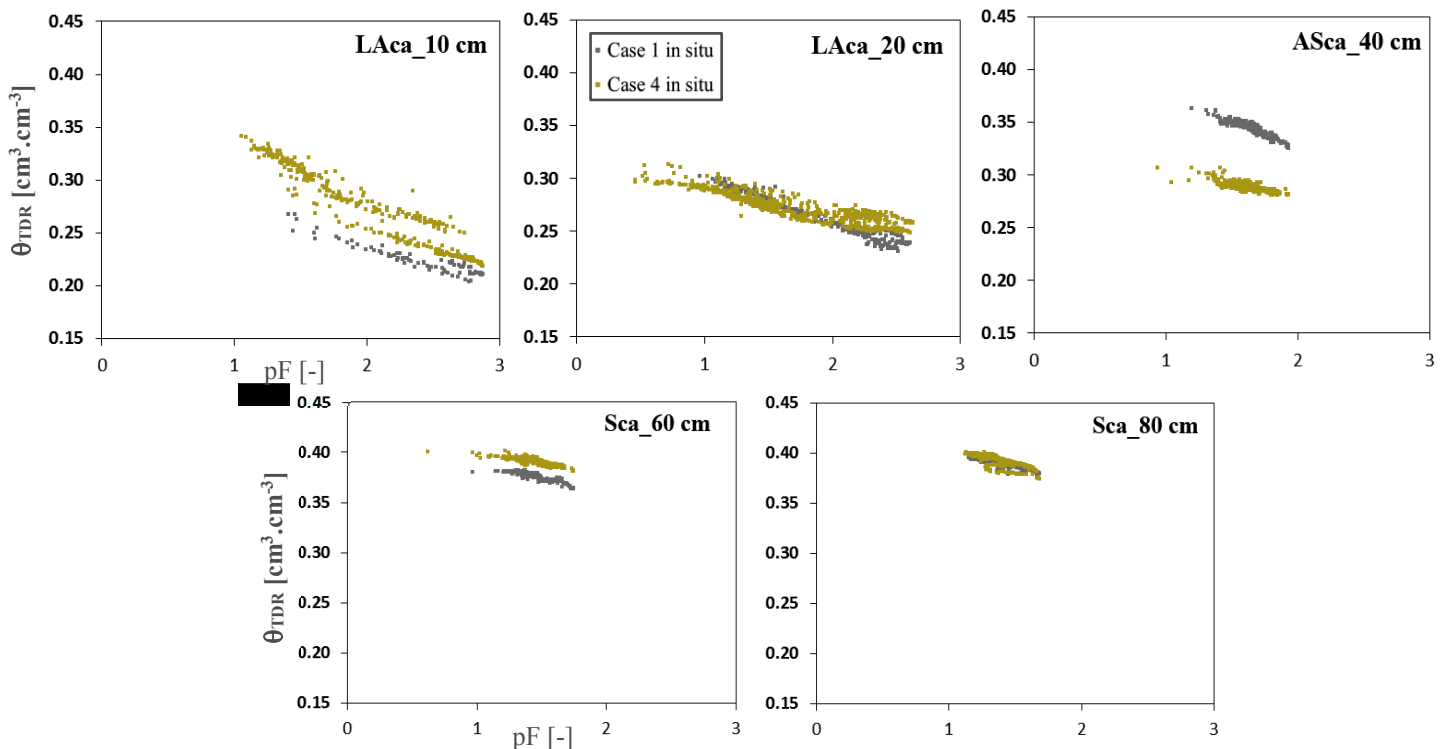 LAca_10 cm
θTDR [cm³.cm⁻³]
0.45
0.40
0.35
0.30
0.25
0.20
0.15
0 1 2 3
pF [-]
LAca_20 cm
Case 1 in situ
Case 4 in situ
0.45
0.40
0.35
0.30
0.25
0.20
0.15
0 1 2 3
ASca_40 cm
0.45
0.40
0.35
0.30
0.25
0.20
0.15
0 1 2 3
Sca_60 cm
θTDR [cm³.cm⁻³]
0.45
0.40
0.35
0.30
0.25
0.20
0.15
0 1 2 3
pF [-]
Sca_80 cm
0.45
0.40
0.35
0.30
0.25
0.20
0.15
0 1 2 3